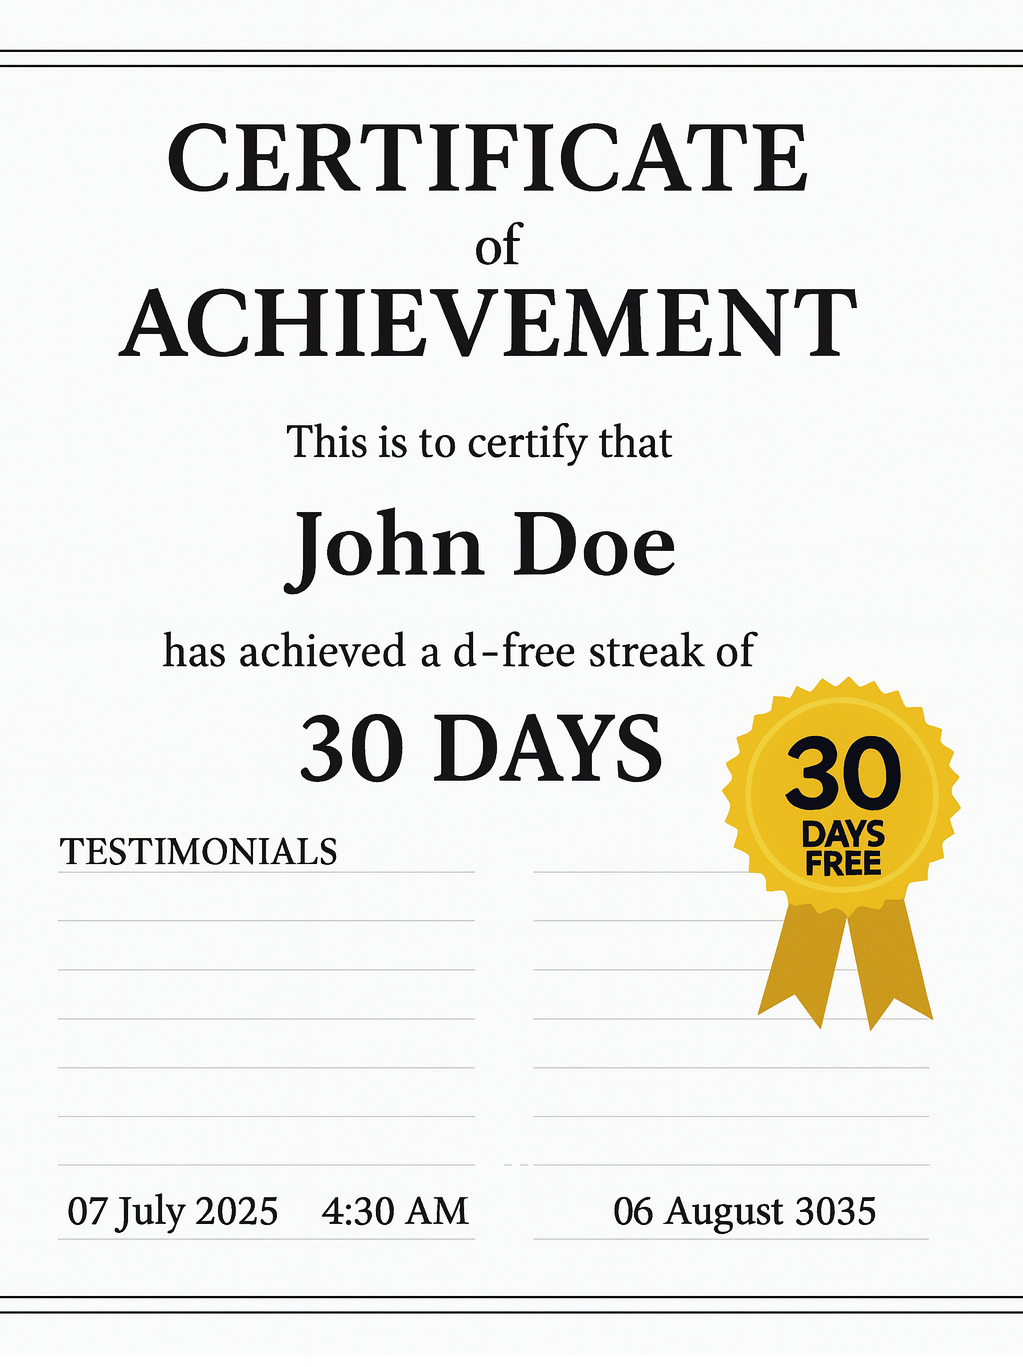 CERTIFICATE
of
ACHIEVEMENT
This is to certify that
John Doe
has achieved a d-free streak of
30 DAYS
30
DAYS
FREE
TESTIMONIALS
07 July 2025 4:30 AM
06 August 3035